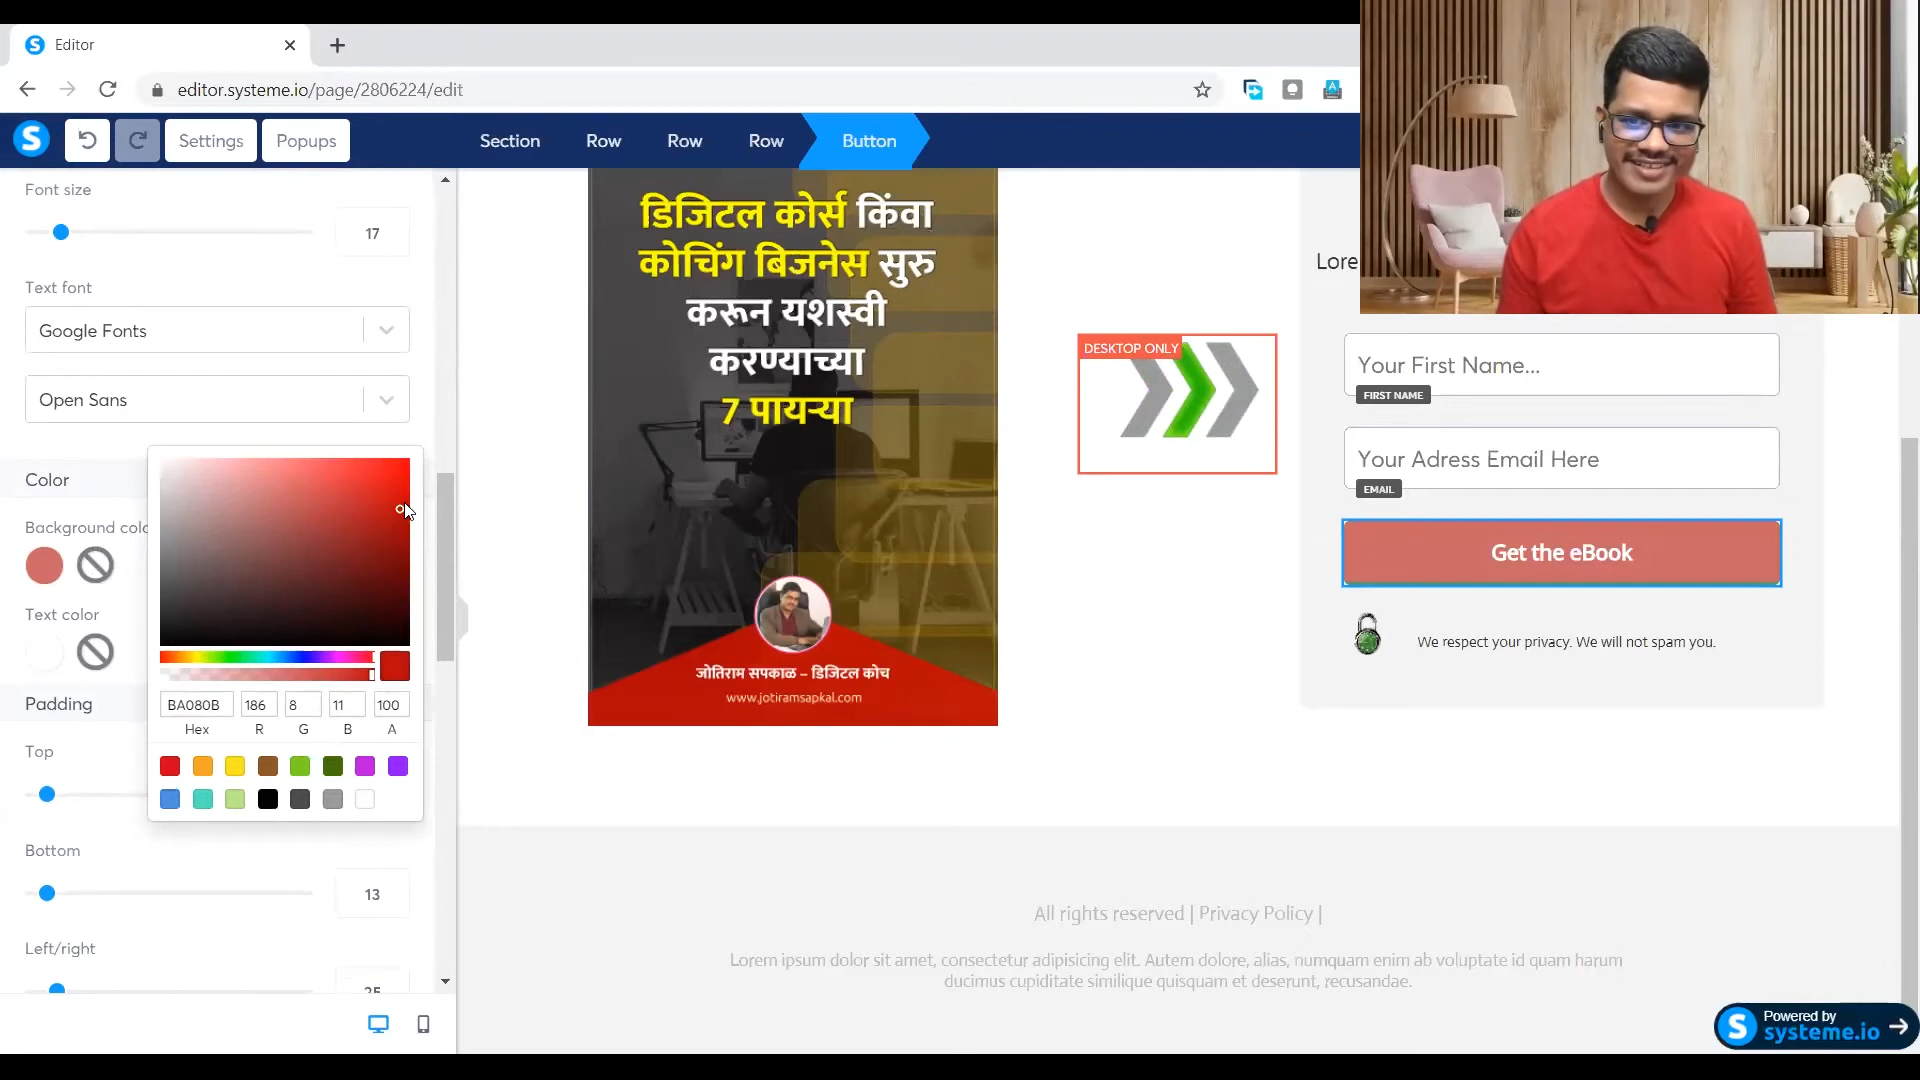 Editor
editor.systeme.io/page/2806224/edit
Settings
Popups
Section
Row
Row
Row
Button
Font size
17
Text font
Google Fonts
Open Sans
Color
Background colo
Text color
Padding
Top
Bottom
13
Left/right
25
BA080B
186
8
11
100
Hex
R
G
B
A
डिजिटल कोर्स किंवा
कोचिंग बिजनेस सुरु
करून यशस्वी
करण्याच्या
7 पायऱ्या
जोतिराम सपकाळ – डिजिटल कोच
www.jotiramsapkal.com
DESKTOP ONLY
Lore
Your First Name...
FIRST NAME
Your Adress Email Here
EMAIL
Get the eBook
We respect your privacy. We will not spam you.
All rights reserved | Privacy Policy |
Lorem ipsum dolor sit amet, consectetur adipisicing elit. Autem dolore, alias, numquam enim ab voluptate id quam harum
ducimus cupiditate similique quisquam et deserunt, recusandae.
Powered by
systeme.io